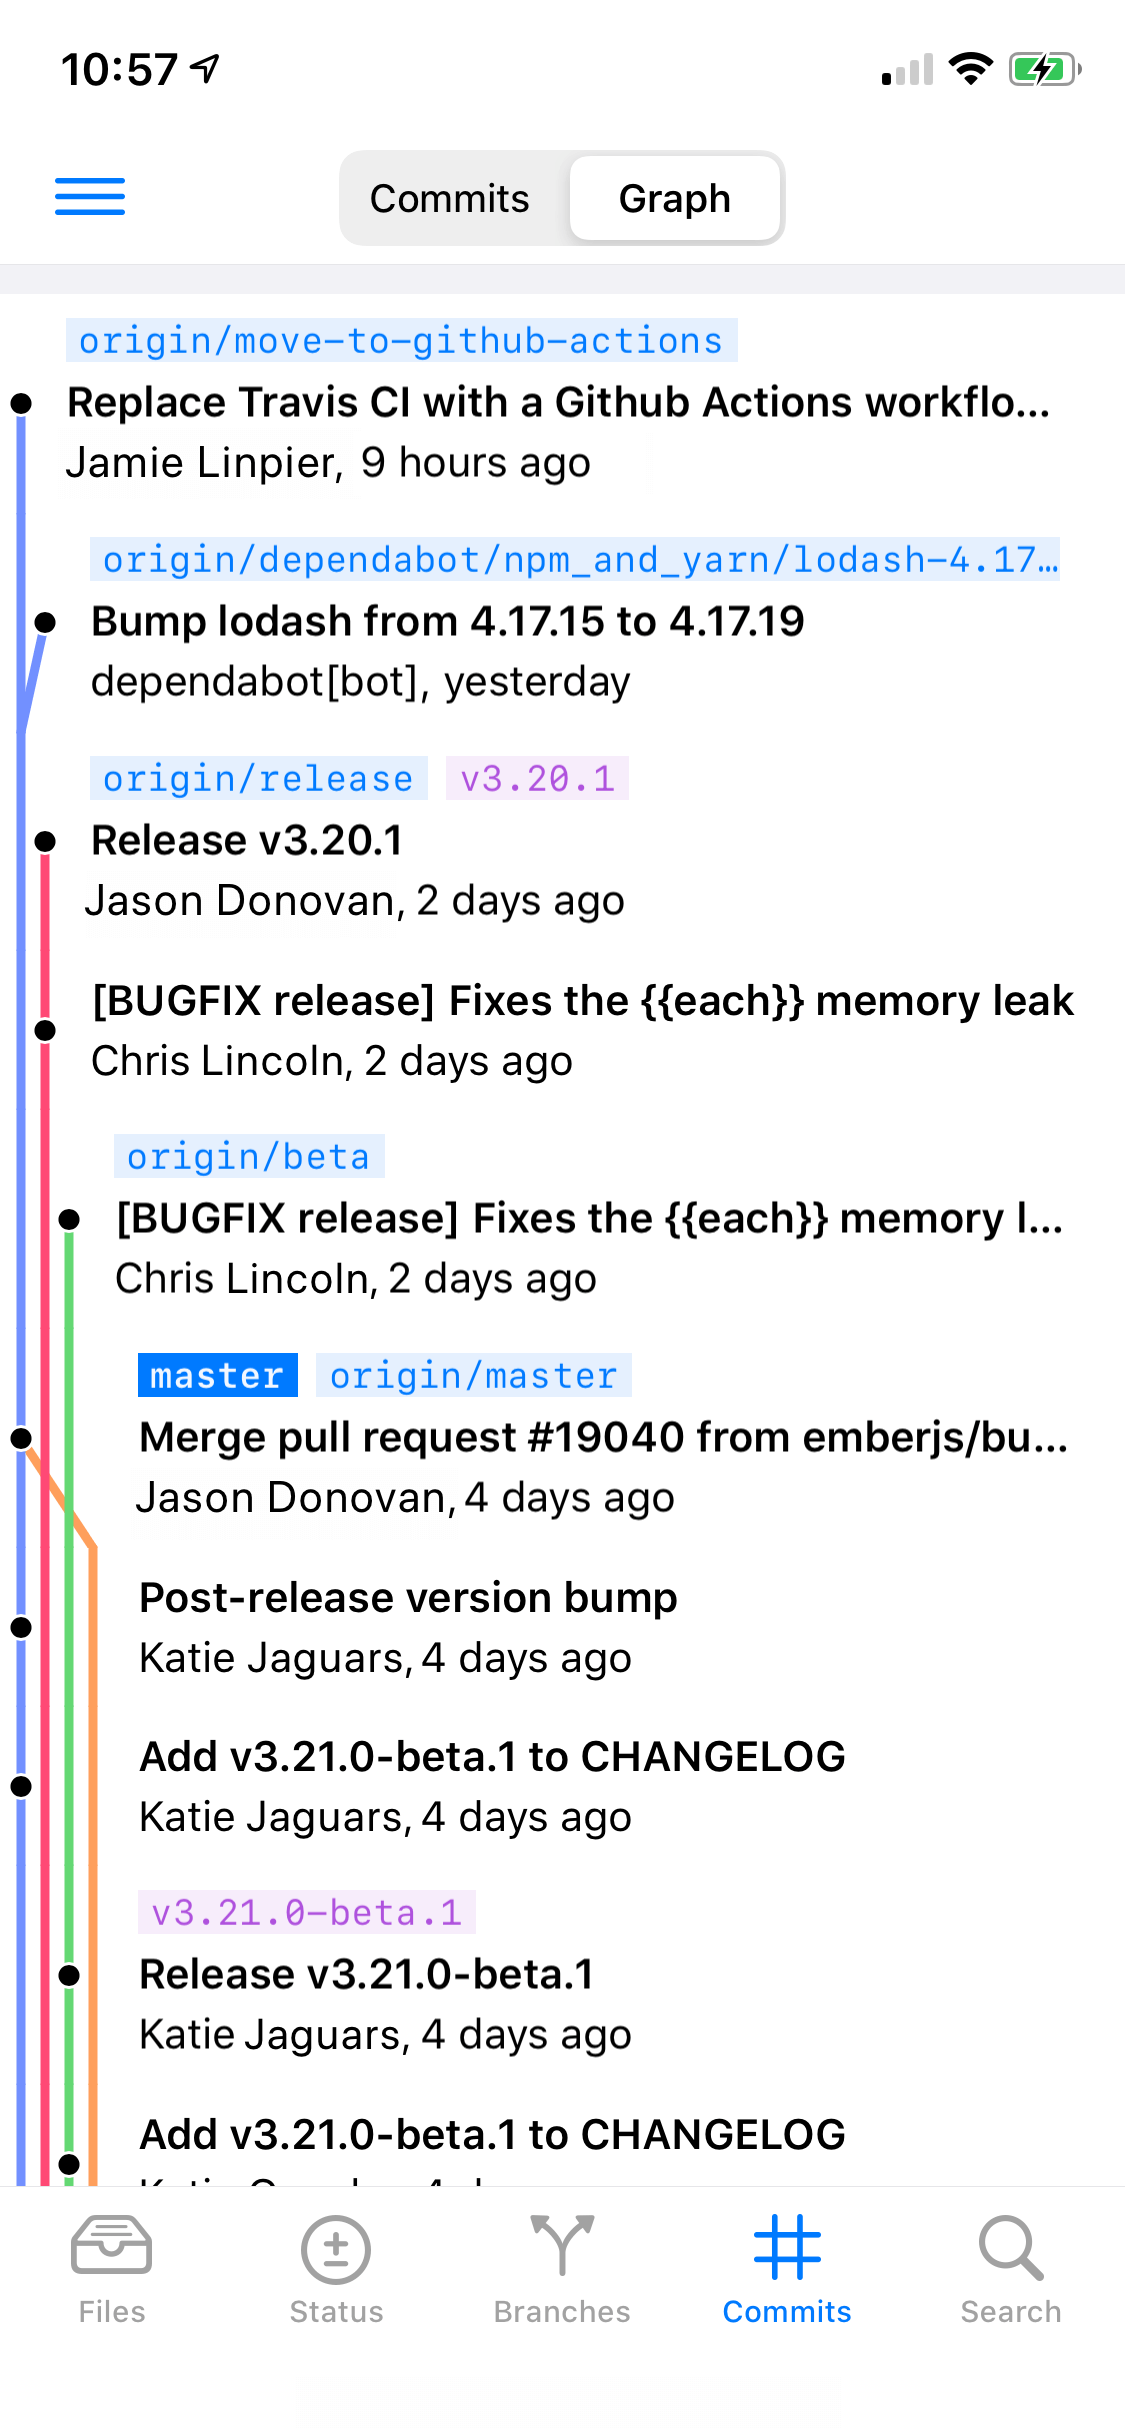 10:57
Commits Graph
origin/move-to-github-actions
Replace Travis CI with a Github Actions workflo...
Jamie Linpier, 9 hours ago
origin/dependabot/npm_and_yarn/lodash-4.17…
Bump lodash from 4.17.15 to 4.17.19
dependabot[bot], yesterday
origin/release v3.20.1
Release v3.20.1
Jason Donovan, 2 days ago
[BUGFIX release] Fixes the {{each}} memory leak
Chris Lincoln, 2 days ago
origin/beta
[BUGFIX release] Fixes the {{each}} memory l...
Chris Lincoln, 2 days ago
master origin/master
Merge pull request #19040 from emberjs/bu...
Jason Donovan, 4 days ago
Post-release version bump
Katie Jaguars, 4 days ago
Add v3.21.0-beta.1 to CHANGELOG
Katie Jaguars, 4 days ago
v3.21.0-beta.1
Release v3.21.0-beta.1
Katie Jaguars, 4 days ago
Add v3.21.0-beta.1 to CHANGELOG
Files Status Branches Commits Search